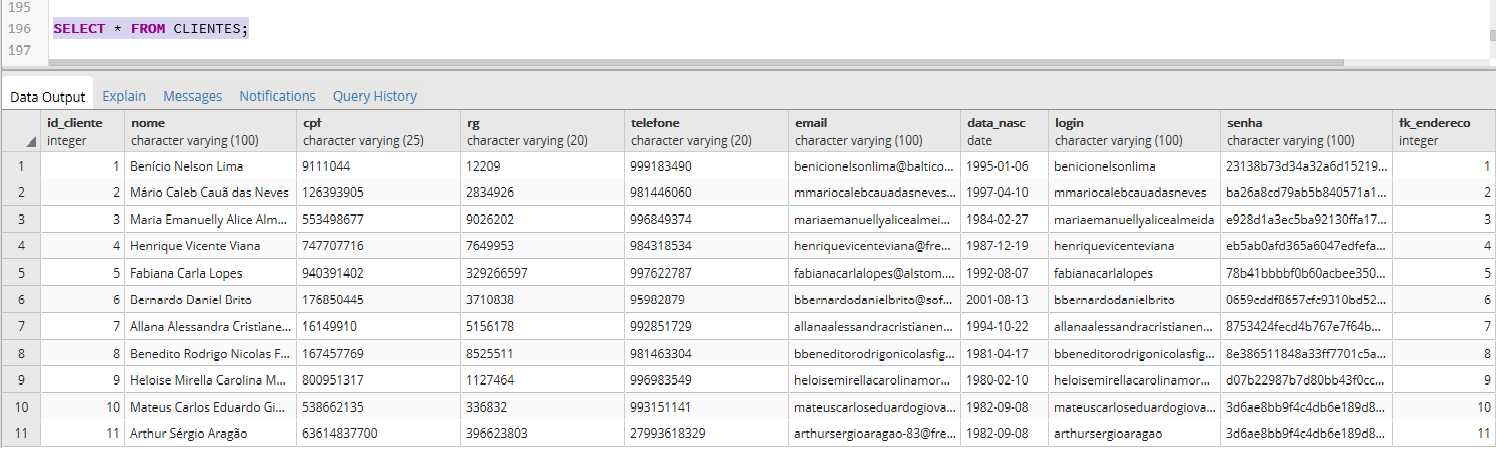 195
196 SELECT * FROM CLIENTES;
197
Data Output Explain Messages Notifications Query History
id_cliente nome cpf rg telefone email data_nasc login senha fk_endereco
integer character varying (100) character varying (25) character varying (20) character varying (20) character varying (100) date character varying (100) character varying (100) integer
1 1 Benício Nelson Lima 9111044 12209 999183490 benicionelsonlima@baltico... 1995-01-06 benicionelsonlima 23138b73d34a32a6d15219... 1
2 2 Mário Caleb Cauã das Neves 126393905 2834926 981446060 mmariocalebcauadasneves... 1997-04-10 mmariocalebcauadasneves ba26a8cd79ab5b840571a1... 2
3 3 Maria Emanuelly Alice Alm... 553498677 9026202 996849374 mariaemanuellyalicealmei... 1984-02-27 mariaemanuellyalicealmeida e928d1a3ec5ba92130ffa17... 3
4 4 Henrique Vicente Viana 747707716 7649953 984318534 henriquevicenteviana@fre... 1987-12-19 henriquevicenteviana eb5ab0afd365a6047edfefa... 4
5 5 Fabiana Carla Lopes 940391402 329266597 997622787 fabianacarlalopes@alstom.... 1992-08-07 fabianacarlalopes 78b41bbbbf0b60acbee350... 5
6 6 Bernardo Daniel Brito 176850445 3710838 95982879 bbernardodanielbrito@sof... 2001-08-13 bbernardodanielbrito 0659cddf8657cfc9310bd52... 6
7 7 Allana Alessandra Cristiane... 16149910 5156178 992851729 allanaalessandracristianen... 1994-10-22 allanaalessandracristianen... 8753424fecd4b767e7f64b... 7
8 8 Benedito Rodrigo Nicolas F... 167457769 8525511 981463304 bbeneditorodrigonicolasfig... 1981-04-17 bbeneditorodrigonicolasfig... 8e386511848a33ff7701c5a... 8
9 9 Heloise Mirella Carolina M... 800951317 1127464 996983549 heloisemirellacarolinamor... 1980-02-10 heloisemirellacarolinamor... d07b22987b7d80bb43f0cc... 9
10 10 Mateus Carlos Eduardo Gi... 538662135 336832 993151141 mateuscarloseduardogiova... 1982-09-08 mateuscarloseduardogiova... 3d6ae8bb9f4c4db6e189d8... 10
11 11 Arthur Sérgio Aragão 63614837700 396623803 27993618329 arthursergioaragao-83@fre... 1982-09-08 arthursergioaragao 3d6ae8bb9f4c4db6e189d8... 11